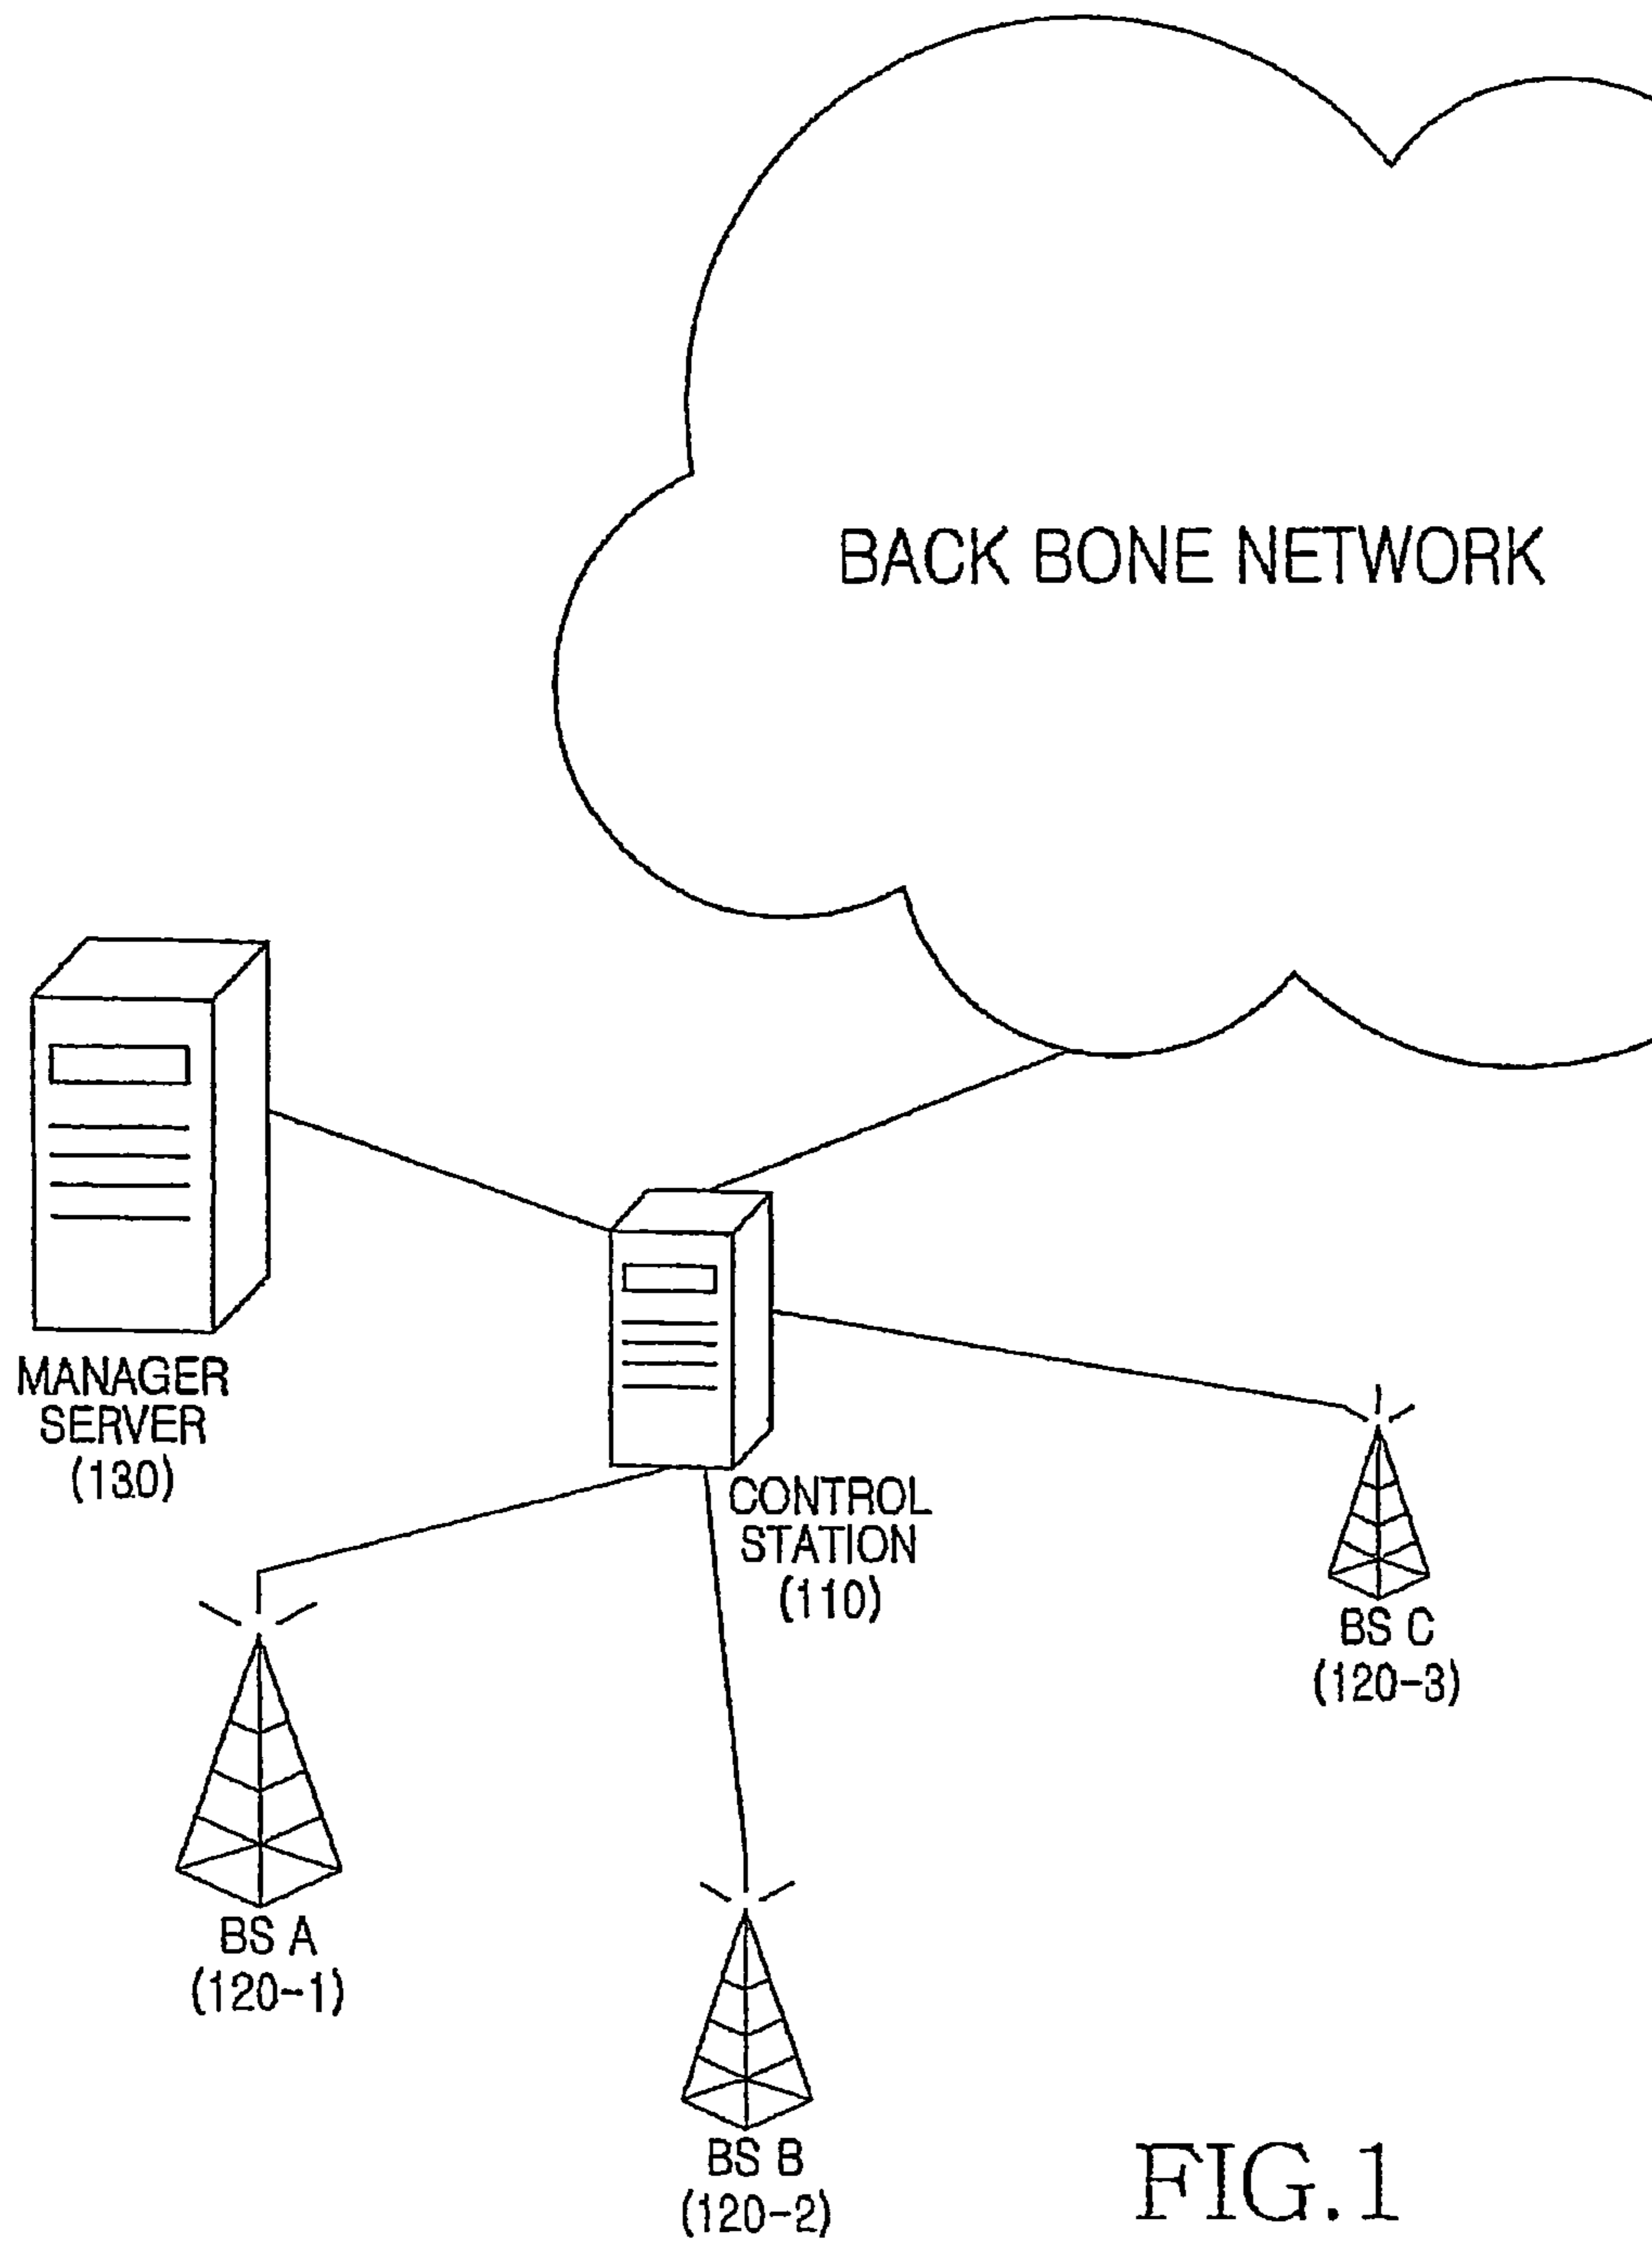 BACK BONE NETWORK
MANAGER
SERVER
(130)
CONTROL
STATION
(110)
BS C
(120-3)
BS A
(120-1)
BS B
(120-2)
FIG.1